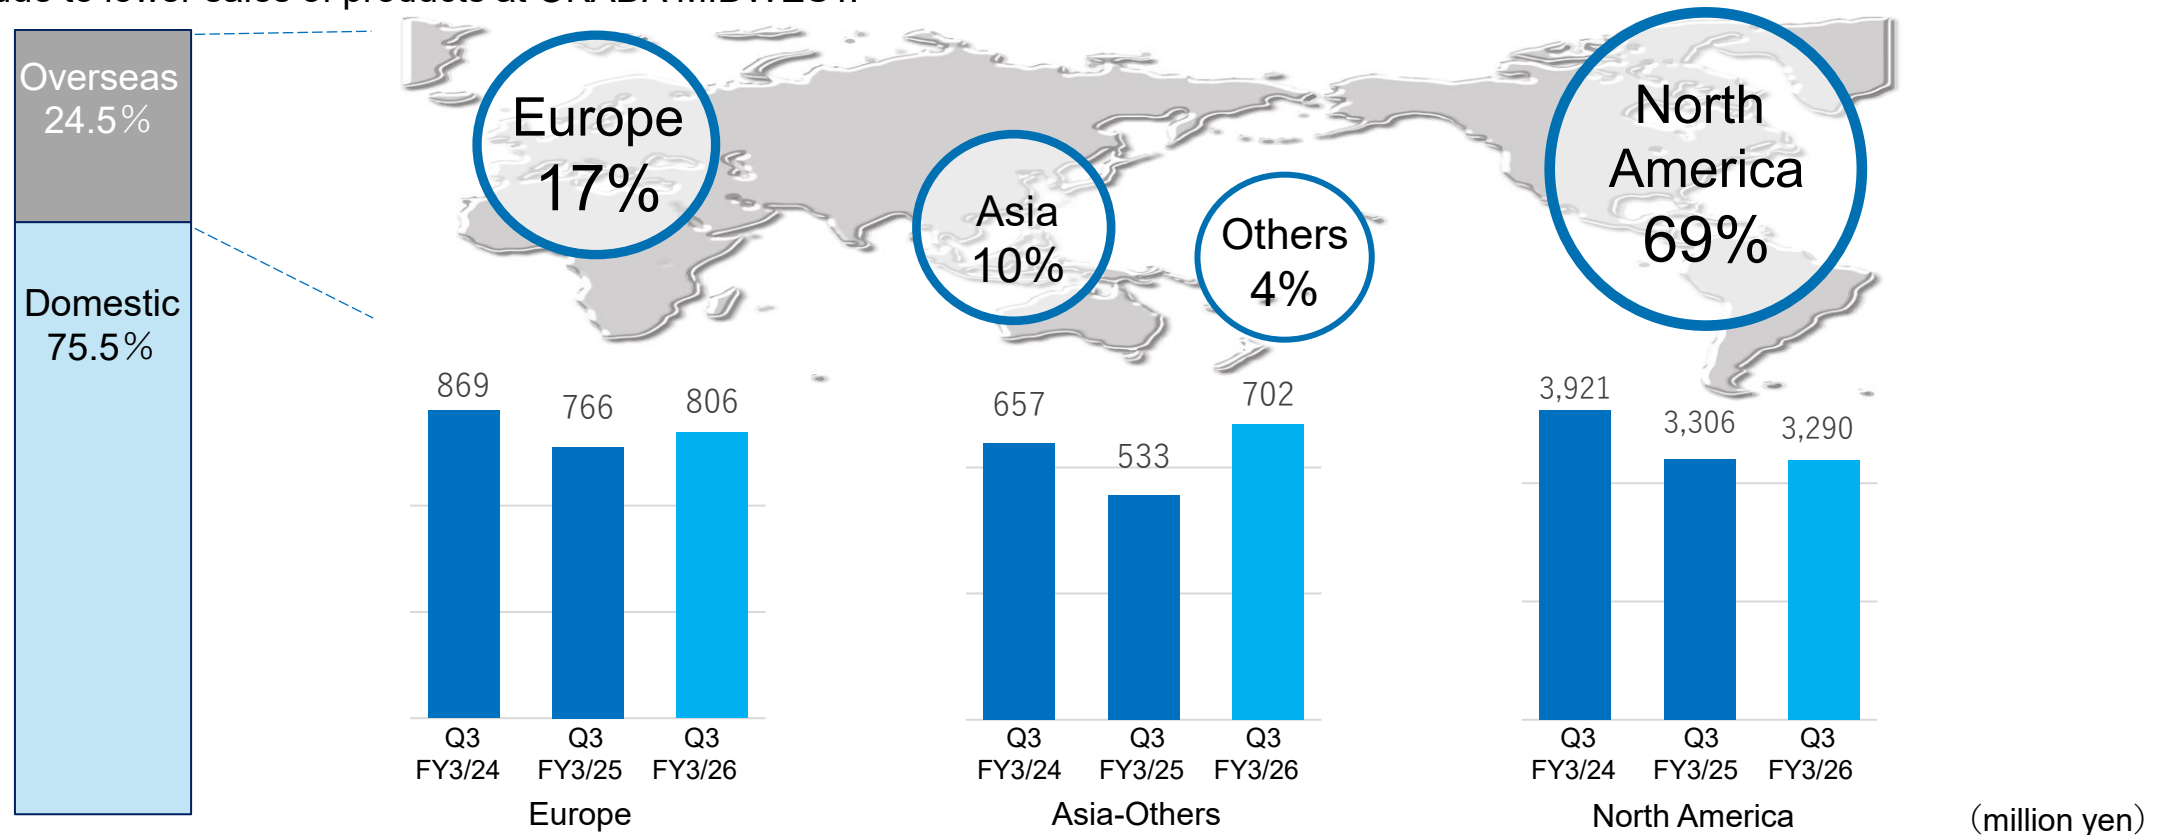 Overseas
24.5%
Domestic
75.5%
Europe
17%
Asia
10%
Others
4%
North
America
69%
869
766
806
Q3
FY3/24
Q3
FY3/25
Q3
FY3/26
Europe
657
533
702
Q3
FY3/24
Q3
FY3/25
Q3
FY3/26
Asia-Others
3,921
3,306
3,290
Q3
FY3/24
Q3
FY3/25
Q3
FY3/26
North America
（million yen）